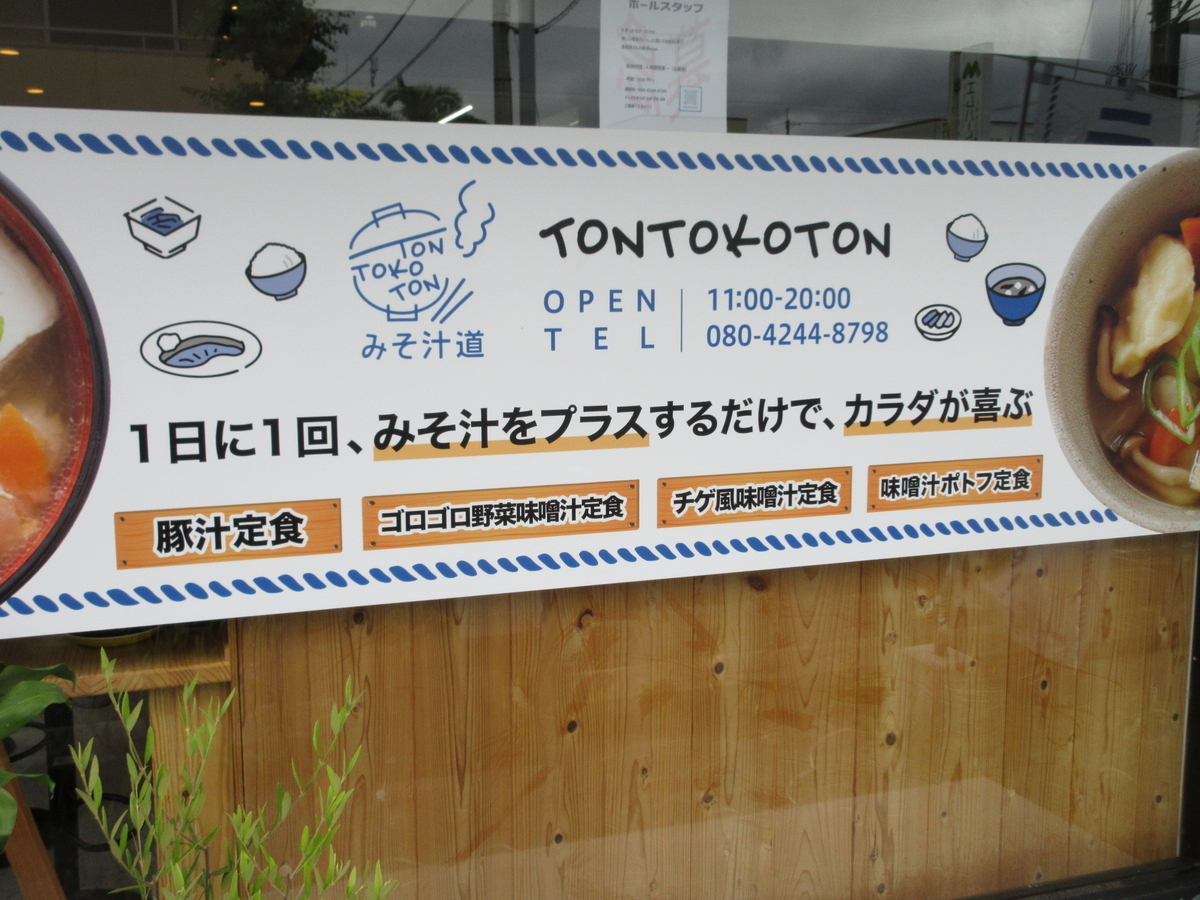 ホールスタッフ
TON
TOKO
TON
みそ汁道
TONTOKOTON
OPEN 11:00-20:00
TEL 080-4244-8798
1日に1回、みそ汁をプラスするだけで、カラダが喜ぶ
豚汁定食
ゴロゴロ野菜味噌汁定食
チゲ風味噌汁定食
味噌汁ポトフ定食